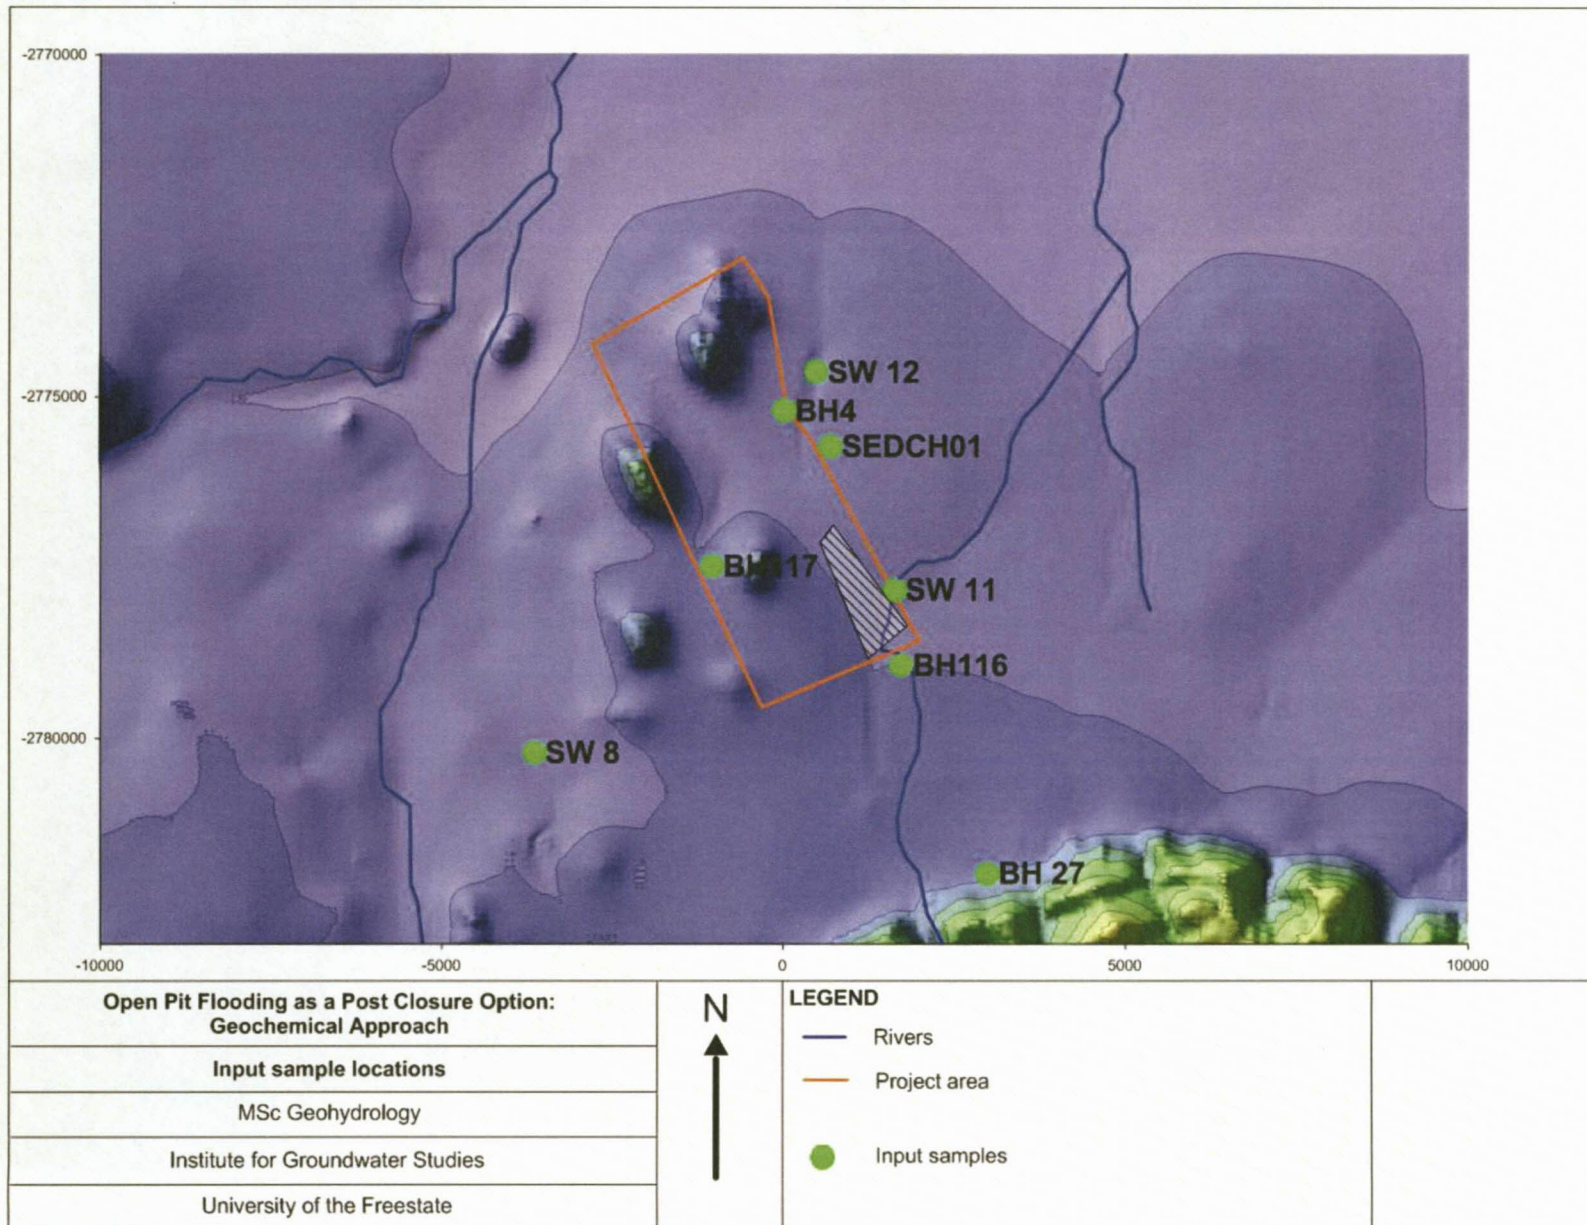 -2770000
-2775000
-2780000
SW 12
BH4
SEDCH01
BH117
SW 11
BH116
SW 8
BH 27
-10000
-5000
0
5000
10000
Open Pit Flooding as a Post Closure Option:
Geochemical Approach
Input sample locations
MSc Geohydrology
Institute for Groundwater Studies
University of the Freestate
N
LEGEND
Rivers
Project area
Input samples